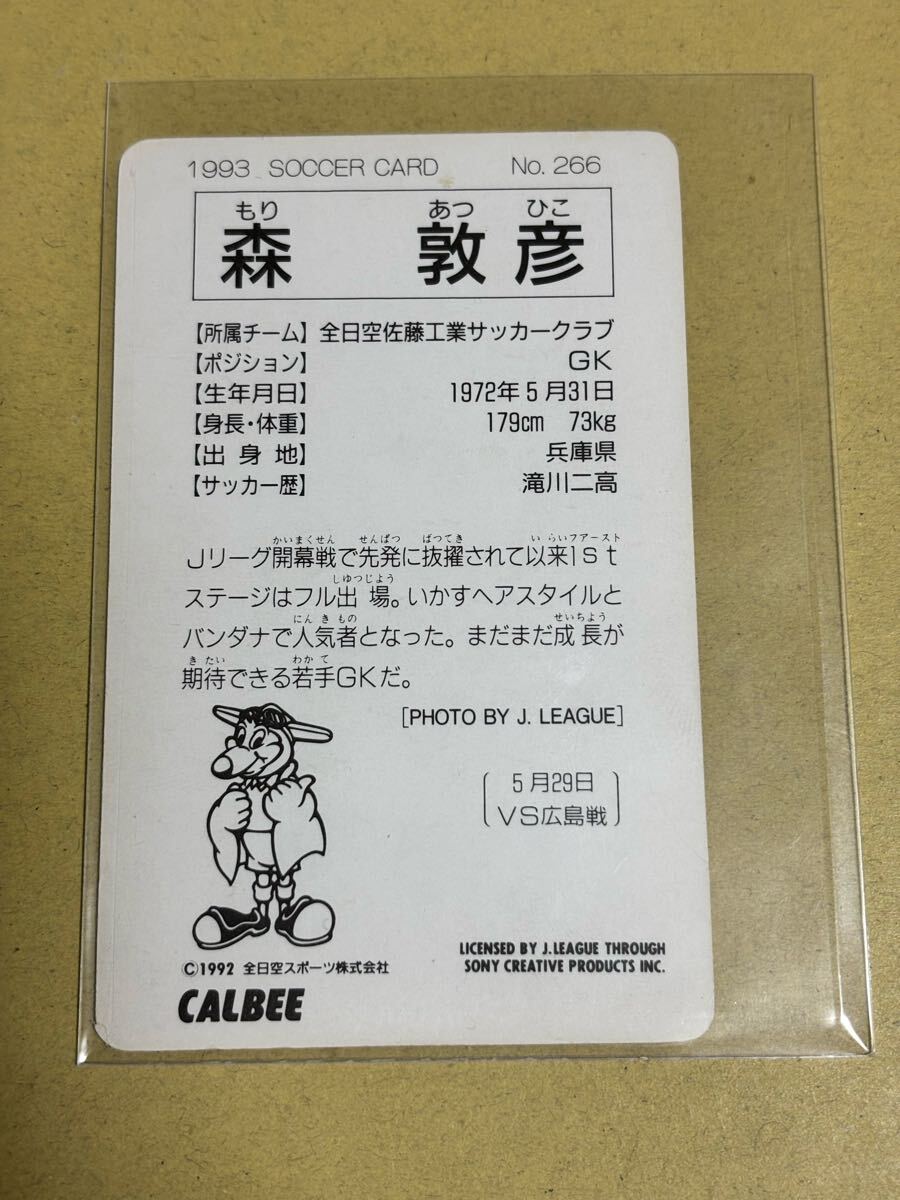 1993 SOCCER CARD No. 266
もり あつ ひこ
森 敦彦
【所属チーム】全日空佐藤工業サッカークラブ
【ポジション】 GK
【生年月日】 1972年5月31日
【身長・体重】 179cm 73kg
【出身地】 兵庫県
【サッカー歴】 滝川二高
かいまくせん せんぱつ ばってき い らいフアースト
Jリーグ開幕戦で先発に抜擢されて以来1st
しゆつじよう
ステージはフル出場。いかすヘアスタイルと
にん き もの せいちよう
バンダナで人気者となった。まだまだ成長が
き たい わか て
期待できる若手GKだ。
[PHOTO BY J. LEAGUE]
5月29日
VS広島戦
©1992 全日空スポーツ株式会社
LICENSED BY J.LEAGUE THROUGH
SONY CREATIVE PRODUCTS INC.
CALBEE